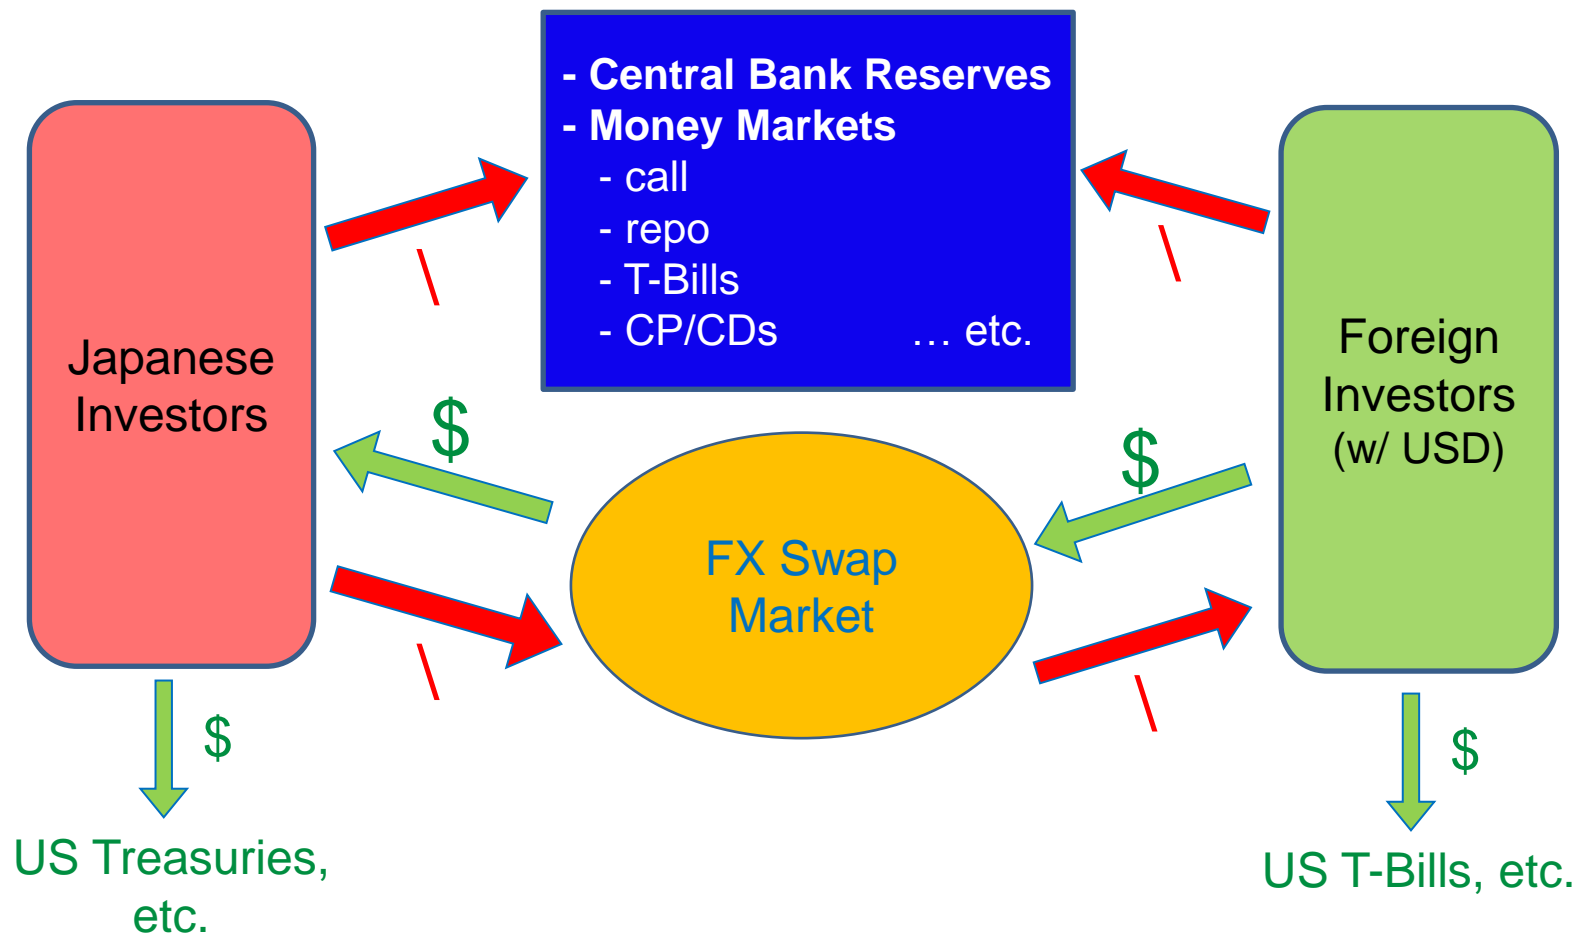 - Central Bank Reserves
- Money Markets
- call
- repo
- T-Bills
- CP/CDs … etc.
\
\
Japanese
Investors
Foreign
Investors
(w/ USD)
$
$
FX Swap
Market
\
\
$
$
US Treasuries,
etc.
US T-Bills, etc.